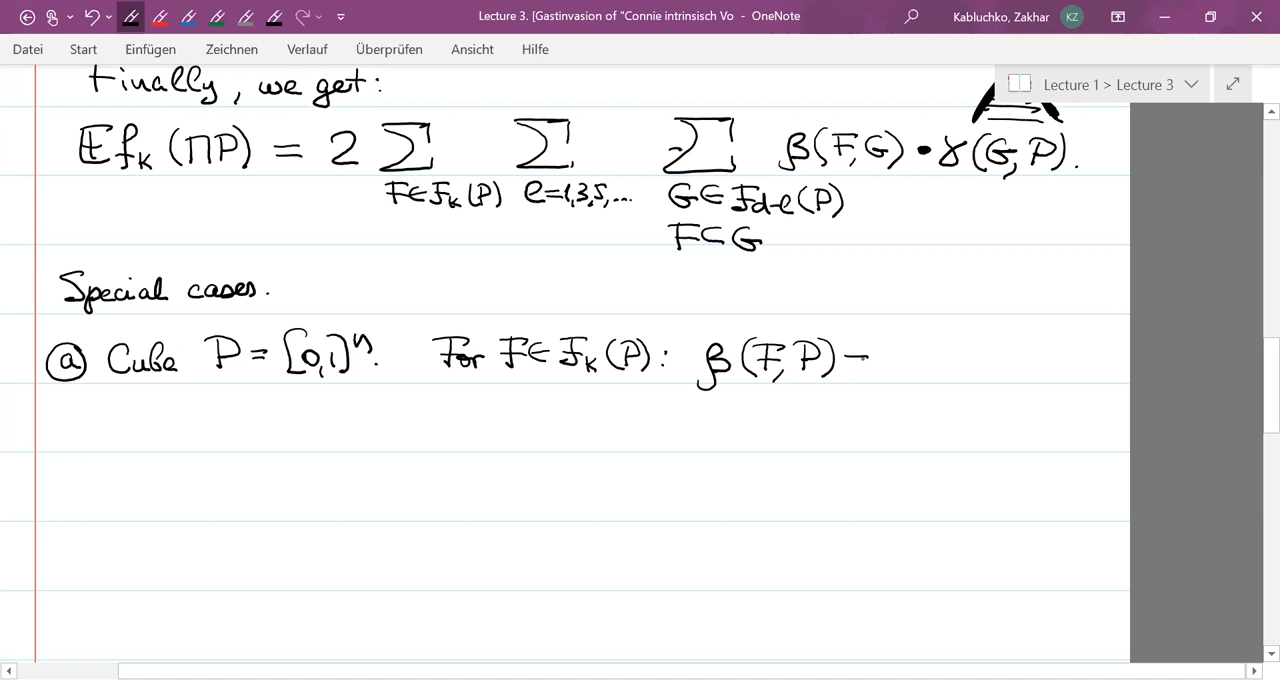 Lecture 3. [Gastinvasion of "Connie intrinsisch Vo - OneNote
Kabluchko, Zakhar KZ
Datei Start Einfügen Zeichnen Verlauf Überprüfen Ansicht Hilfe
Lecture 1 > Lecture 3
Finally, we get:
E f_k (ΠP) = 2 ∑_{F∈F_k(P)} ∑_{l=1,3,5,...} ∑_{G∈F_{d-l}(P) F⊂G} β(F,G) • γ(G,P).
Special cases.
(a) Cube P = [0,1]^n. For F∈F_k(P): β(F,P) –